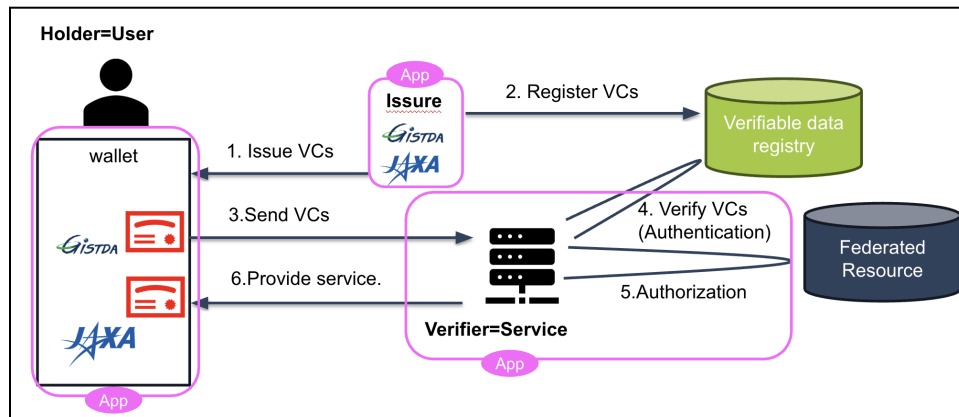 Holder=User
App
Issure
GISTDA
JAXA
2. Register VCs
Verifiable data
registry
wallet
1. Issue VCs
3.Send VCs
GISTDA
4. Verify VCs
(Authentication)
Federated
Resource
6.Provide service.
5.Authorization
JAXA
Verifier=Service
App
App